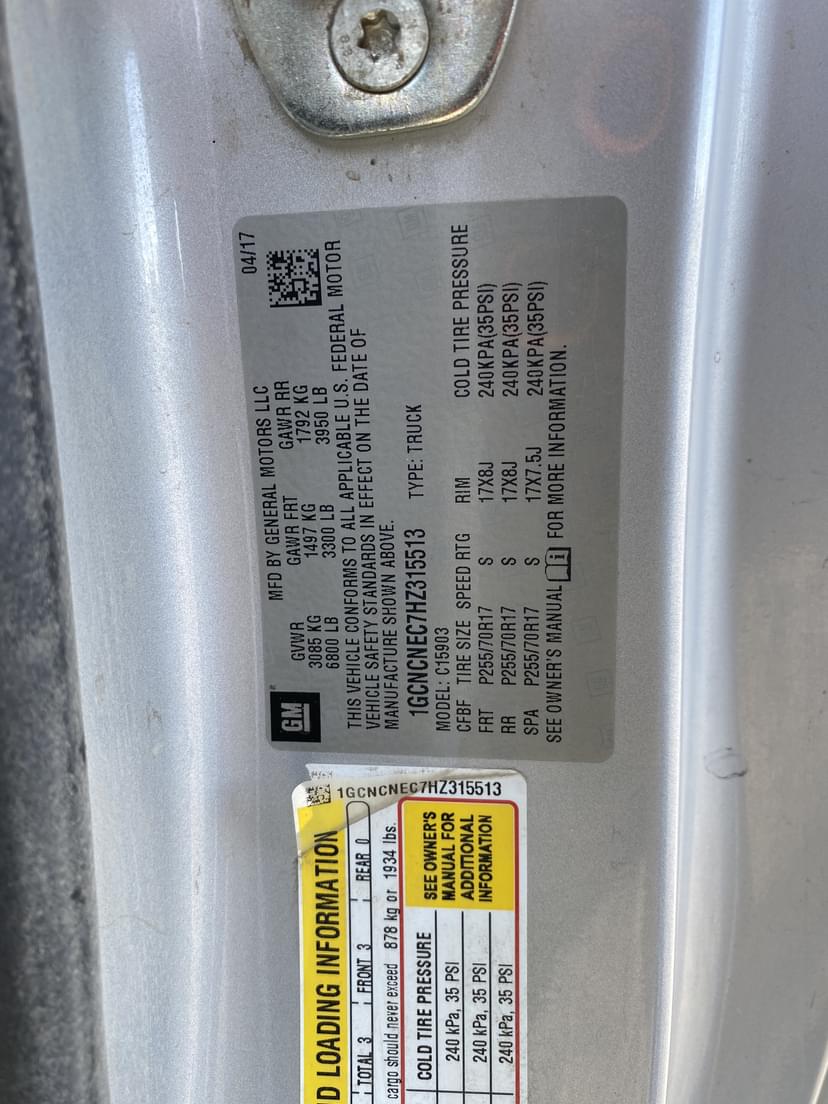 04/17
MFD BY GENERAL MOTORS LLC
GVWR GAWR FRT GAWR RR
3085 KG 1497 KG 1792 KG
6800 LB 3300 LB 3950 LB
THIS VEHICLE CONFORMS TO ALL APPLICABLE U.S. FEDERAL MOTOR
VEHICLE SAFETY STANDARDS IN EFFECT ON THE DATE OF
MANUFACTURE SHOWN ABOVE.
1GCNCNEC7HZ315513 TYPE: TRUCK
MODEL: C15903
CFBF TIRE SIZE SPEED RTG RIM COLD TIRE PRESSURE
FRT P255/70R17 S 17X8J 240KPA(35PSI)
RR P255/70R17 S 17X8J 240KPA(35PSI)
SPA P255/70R17 S 17X7.5J 240KPA(35PSI)
SEE OWNER'S MANUAL FOR MORE INFORMATION.
GM
1GCNCNEC7HZ315513
LOADING INFORMATION
TOTAL 3 FRONT 3 REAR 0
cargo should never exceed 878 kg or 1934 lbs.
COLD TIRE PRESSURE
240 kPa, 35 PSI
240 kPa, 35 PSI
240 kPa, 35 PSI
SEE OWNER'S
MANUAL FOR
ADDITIONAL
INFORMATION